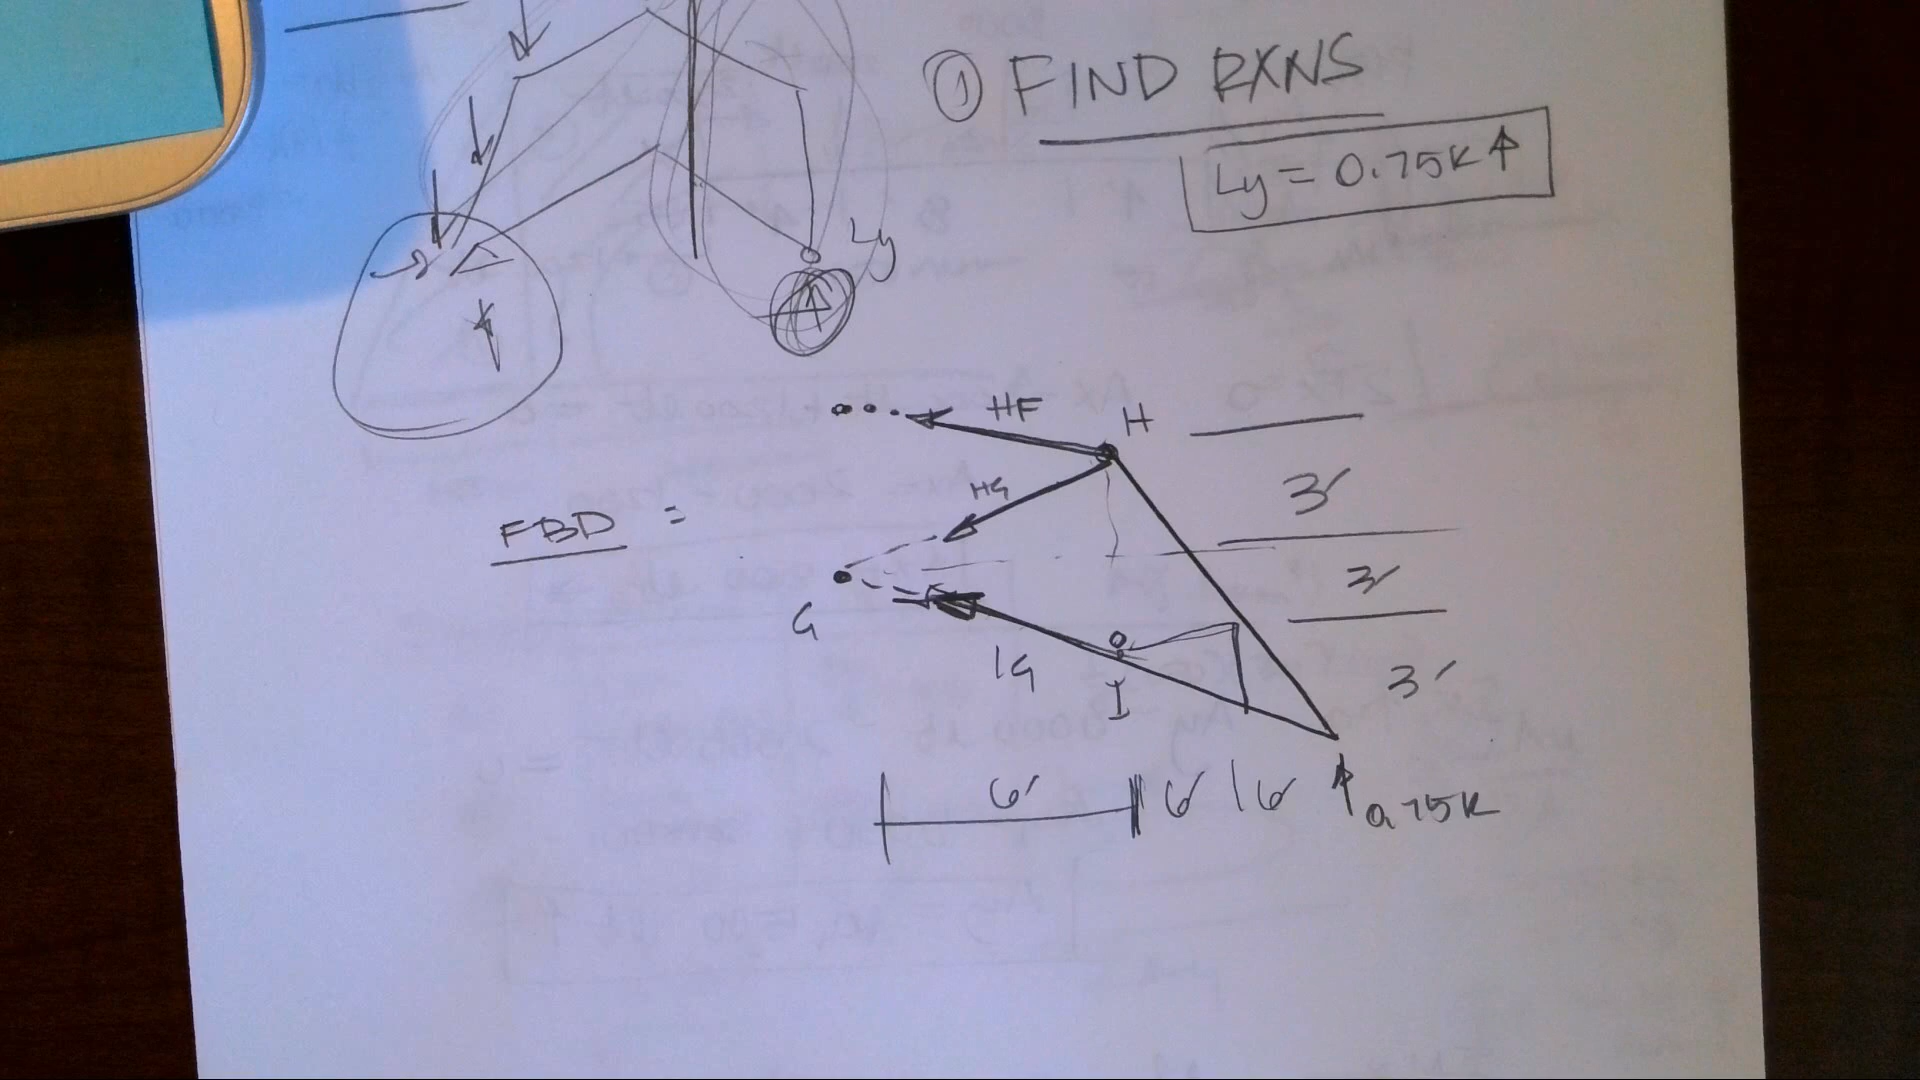 ① FIND RXNS
Ly = 0.75K ↑
Ly
HF
H
HG
3'
FBD =
3'
G
IG
I
3'
6'
6'
6'
0.75K